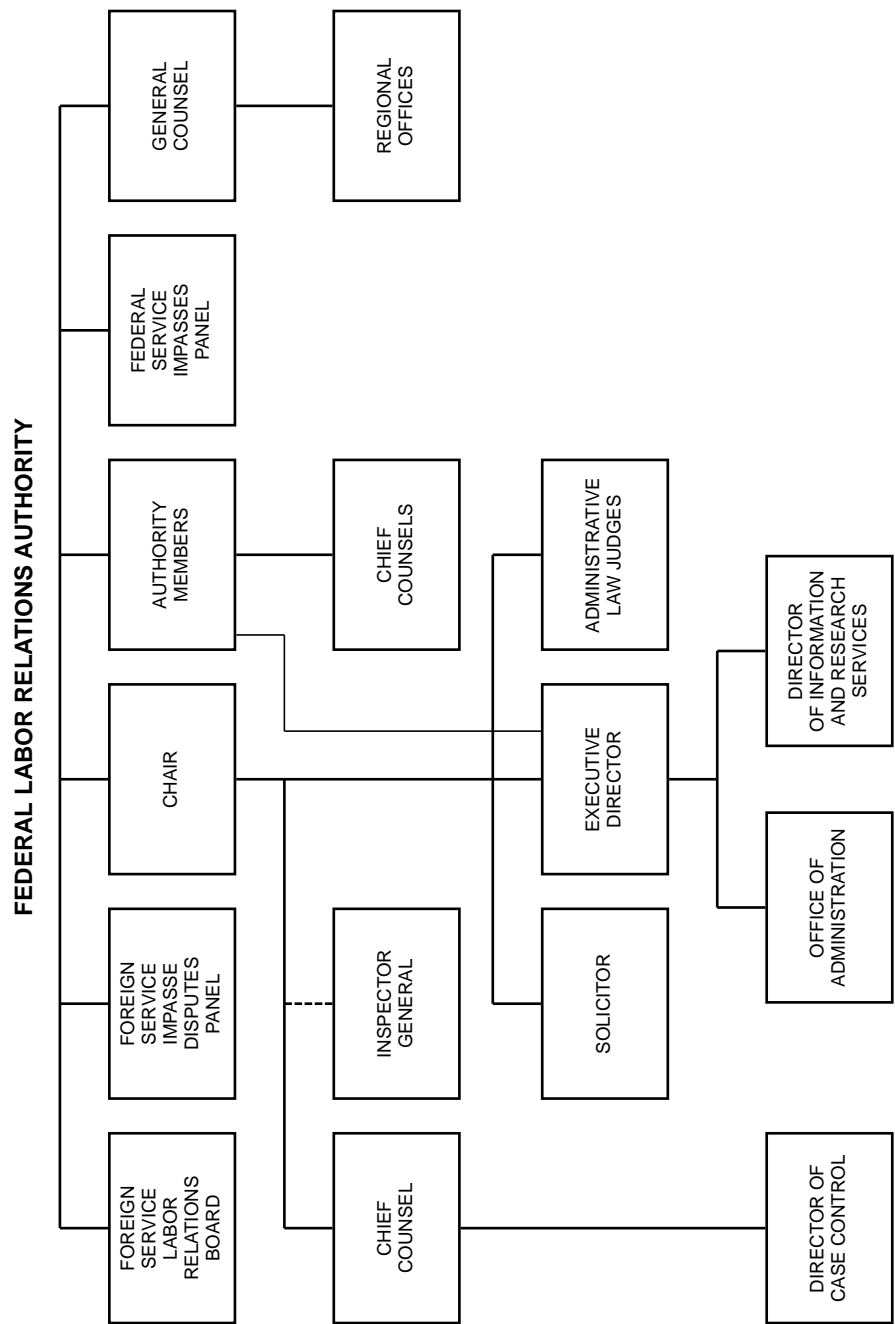 FEDERAL LABOR RELATIONS AUTHORITY
FOREIGN
SERVICE
LABOR
RELATIONS
BOARD
FOREIGN
SERVICE
IMPASSE
DISPUTES
PANEL
CHAIR
AUTHORITY
MEMBERS
FEDERAL
SERVICE
IMPASSES
PANEL
GENERAL
COUNSEL
CHIEF
COUNSEL
INSPECTOR
GENERAL
CHIEF
COUNSELS
REGIONAL
OFFICES
SOLICITOR
EXECUTIVE
DIRECTOR
ADMINISTRATIVE
LAW JUDGES
DIRECTOR OF
CASE CONTROL
OFFICE OF
ADMINISTRATION
DIRECTOR
OF INFORMATION
AND RESEARCH
SERVICES